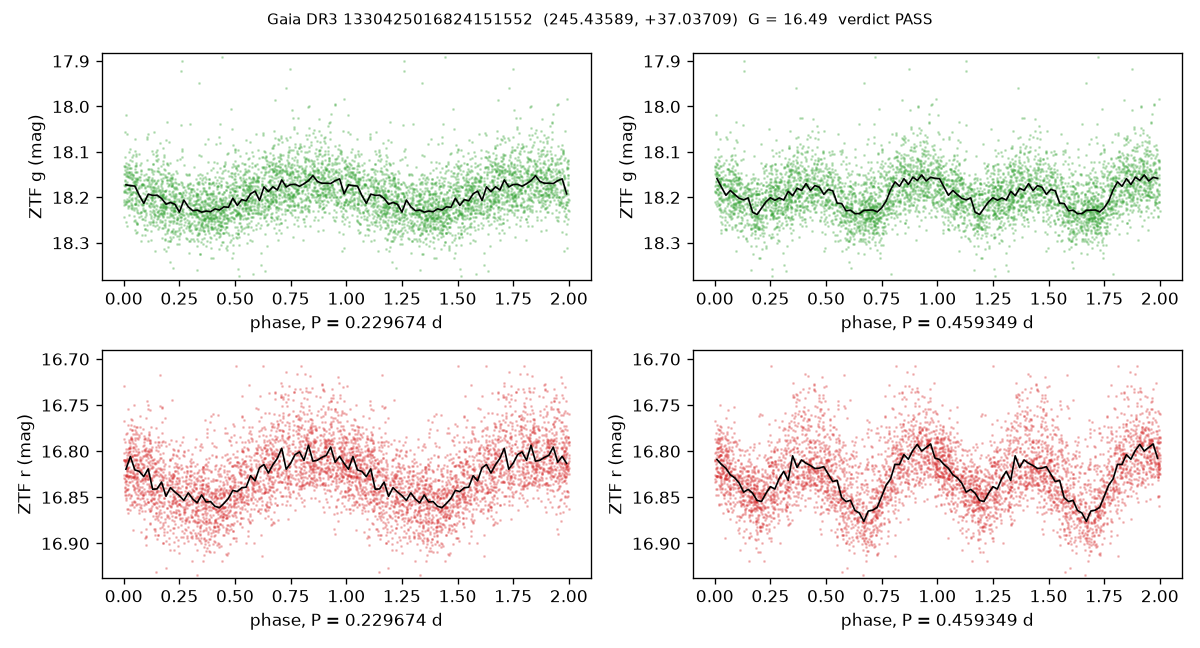 Gaia DR3 1330425016824151552 (245.43589, +37.03709) G = 16.49 verdict PASS
ZTF g (mag)
17.9
18.0
18.1
18.2
18.3
0.00 0.25 0.50 0.75 1.00 1.25 1.50 1.75 2.00
phase, P = 0.229674 d
ZTF g (mag)
17.9
18.0
18.1
18.2
18.3
0.00 0.25 0.50 0.75 1.00 1.25 1.50 1.75 2.00
phase, P = 0.459349 d
ZTF r (mag)
16.70
16.75
16.80
16.85
16.90
0.00 0.25 0.50 0.75 1.00 1.25 1.50 1.75 2.00
phase, P = 0.229674 d
ZTF r (mag)
16.70
16.75
16.80
16.85
16.90
0.00 0.25 0.50 0.75 1.00 1.25 1.50 1.75 2.00
phase, P = 0.459349 d